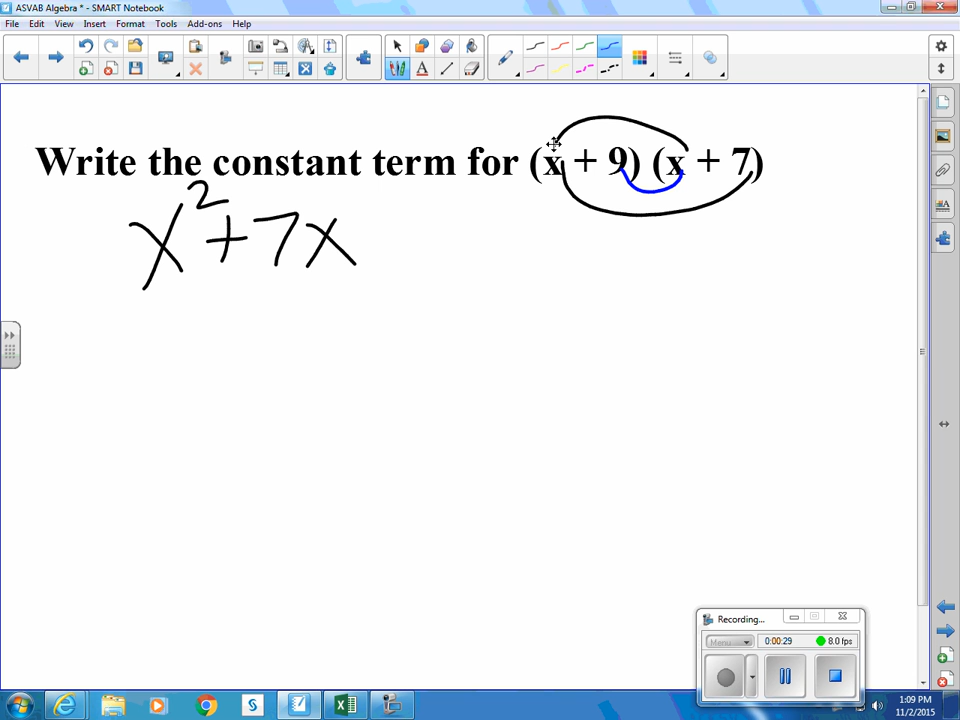 ASVAB Algebra * - SMART Notebook
File Edit View Insert Format Tools Add-ons Help
Write the constant term for (x + 9) (x + 7)
x² + 7x
Recording...
Menu 0:00:29 8.0 fps
1:09 PM
11/2/2015